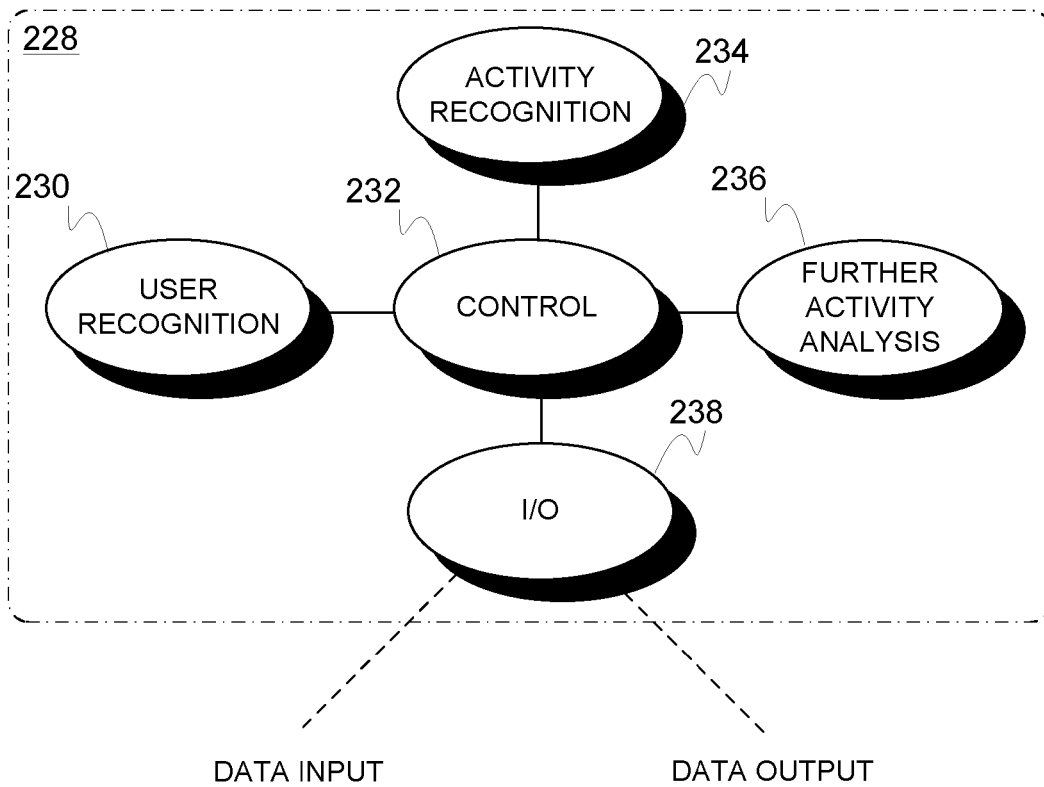 228
234
ACTIVITY
RECOGNITION
230
232
236
USER
RECOGNITION
CONTROL
FURTHER
ACTIVITY
ANALYSIS
238
I/O
DATA INPUT
DATA OUTPUT